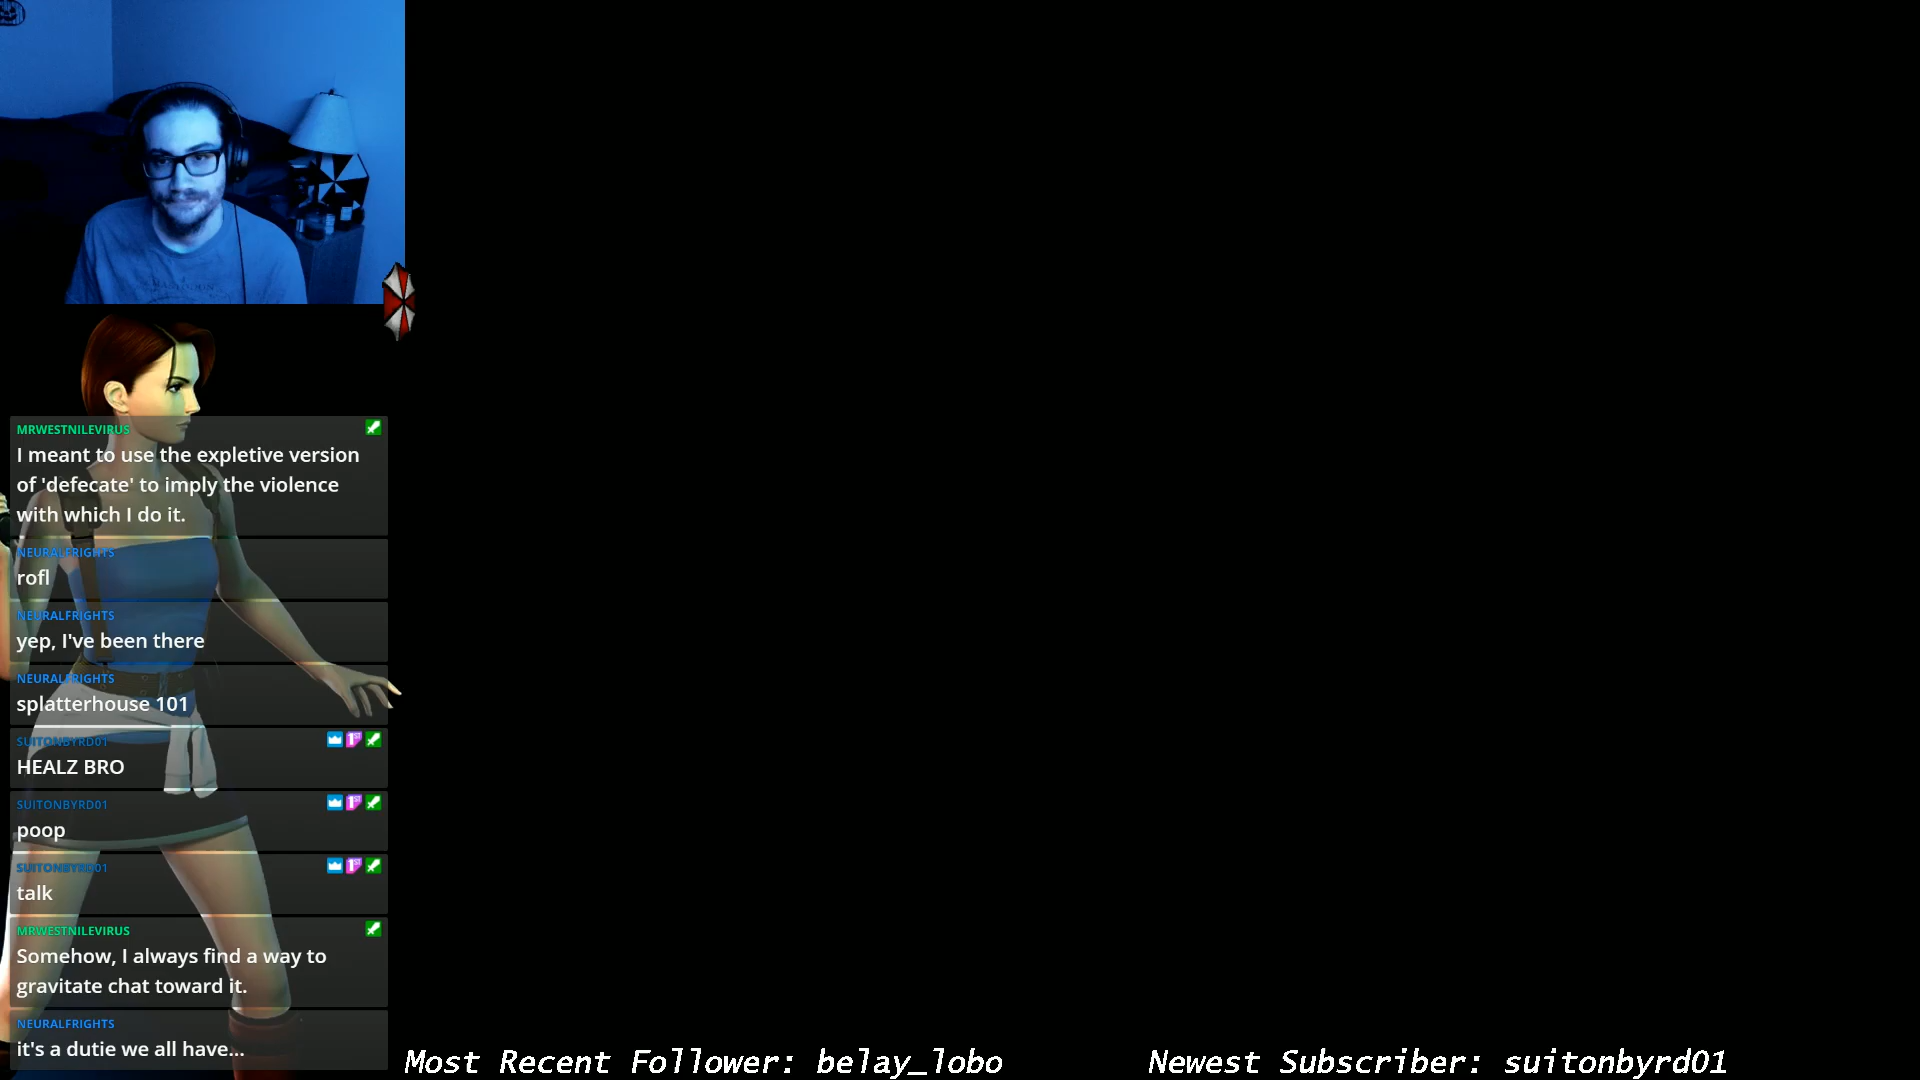 MRWESTNILEVIRUS
I meant to use the expletive version
of 'defecate' to imply the violence
with which I do it.
NEURALFRIGHTS
rofl
NEURALFRIGHTS
yep, I've been there
NEURALFRIGHTS
splatterhouse 101
SUITONBYRD01
HEALZ BRO
SUITONBYRD01
poop
SUITONBYRD01
talk
MRWESTNILEVIRUS
Somehow, I always find a way to
gravitate chat toward it.
NEURALFRIGHTS
it's a dutie we all have...
Most Recent Follower: belay_lobo
Newest Subscriber: suitonbyrd01